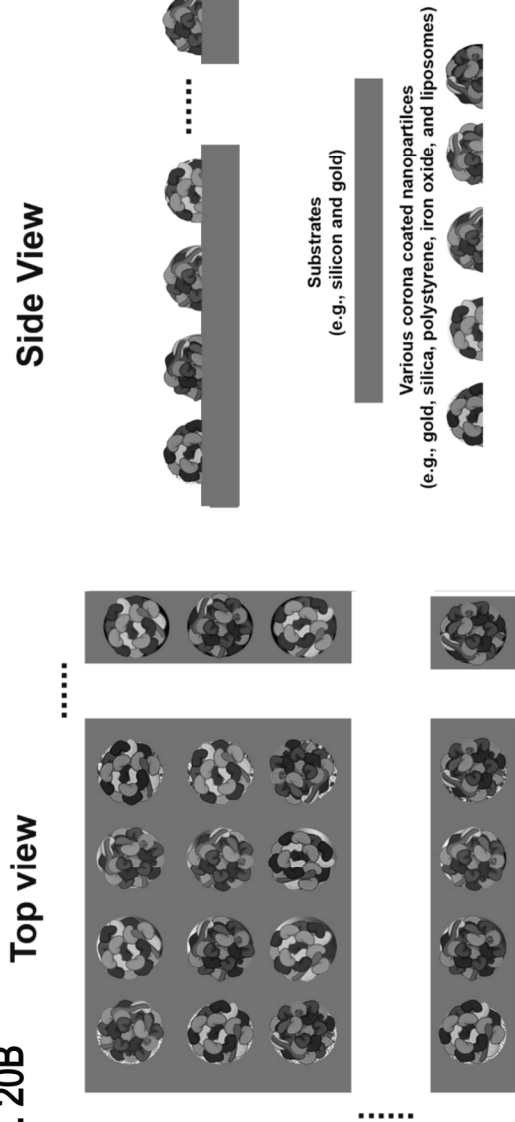 . 20B
Top view
Side View
Substrates
(e.g., silicon and gold)
Various corona coated nanopartilces
(e.g., gold, silica, polystyrene, iron oxide, and liposomes)